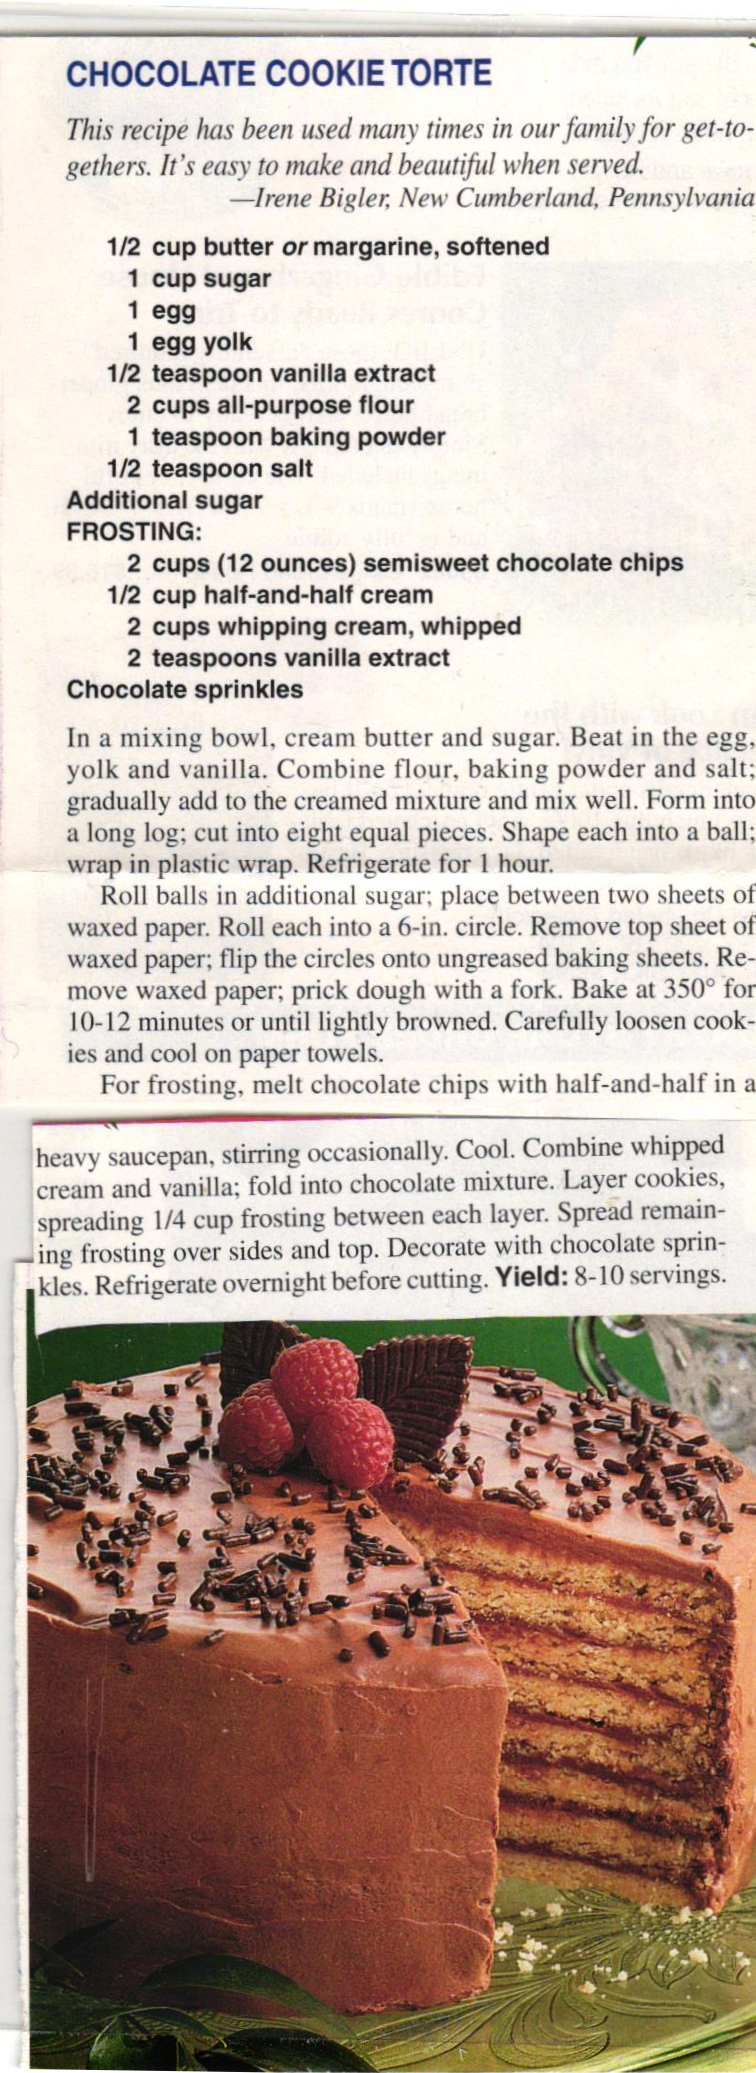 CHOCOLATE COOKIE TORTE
This recipe has been used many times in our family for get-to-
gethers. It's easy to make and beautiful when served.
—Irene Bigler, New Cumberland, Pennsylvania
1/2 cup butter or margarine, softened
1 cup sugar
1 egg
1 egg yolk
1/2 teaspoon vanilla extract
2 cups all-purpose flour
1 teaspoon baking powder
1/2 teaspoon salt
Additional sugar
FROSTING:
2 cups (12 ounces) semisweet chocolate chips
1/2 cup half-and-half cream
2 cups whipping cream, whipped
2 teaspoons vanilla extract
Chocolate sprinkles
In a mixing bowl, cream butter and sugar. Beat in the egg,
yolk and vanilla. Combine flour, baking powder and salt;
gradually add to the creamed mixture and mix well. Form into
a long log; cut into eight equal pieces. Shape each into a ball;
wrap in plastic wrap. Refrigerate for 1 hour.
Roll balls in additional sugar; place between two sheets of
waxed paper. Roll each into a 6-in. circle. Remove top sheet of
waxed paper; flip the circles onto ungreased baking sheets. Re-
move waxed paper; prick dough with a fork. Bake at 350° for
10-12 minutes or until lightly browned. Carefully loosen cook-
ies and cool on paper towels.
For frosting, melt chocolate chips with half-and-half in a
heavy saucepan, stirring occasionally. Cool. Combine whipped
cream and vanilla; fold into chocolate mixture. Layer cookies,
spreading 1/4 cup frosting between each layer. Spread remain-
ing frosting over sides and top. Decorate with chocolate sprin-
kles. Refrigerate overnight before cutting. Yield: 8-10 servings.